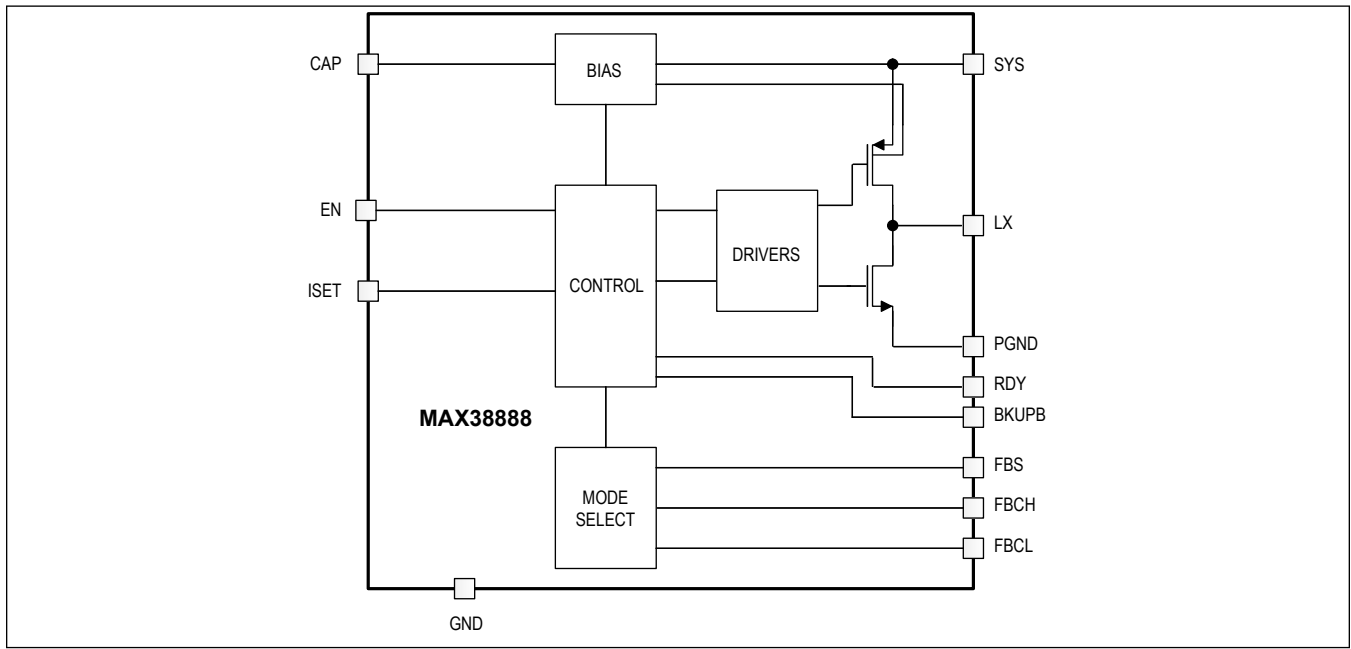 CAP
BIAS
SYS
EN
CONTROL
DRIVERS
LX
ISET
PGND
RDY
BKUPB
MAX38888
FBS
MODE
SELECT
FBCH
FBCL
GND